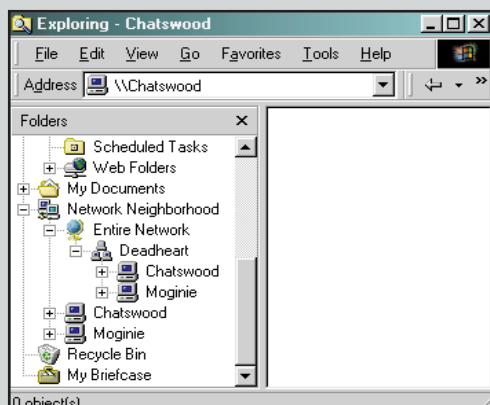 Exploring - Chatswood
File Edit View Go Favorites Tools Help
Address \\Chatswood
Folders
Scheduled Tasks
Web Folders
My Documents
Network Neighborhood
Entire Network
Deadheart
Chatswood
Moginie
Chatswood
Moginie
Recycle Bin
My Briefcase
0 object(s)